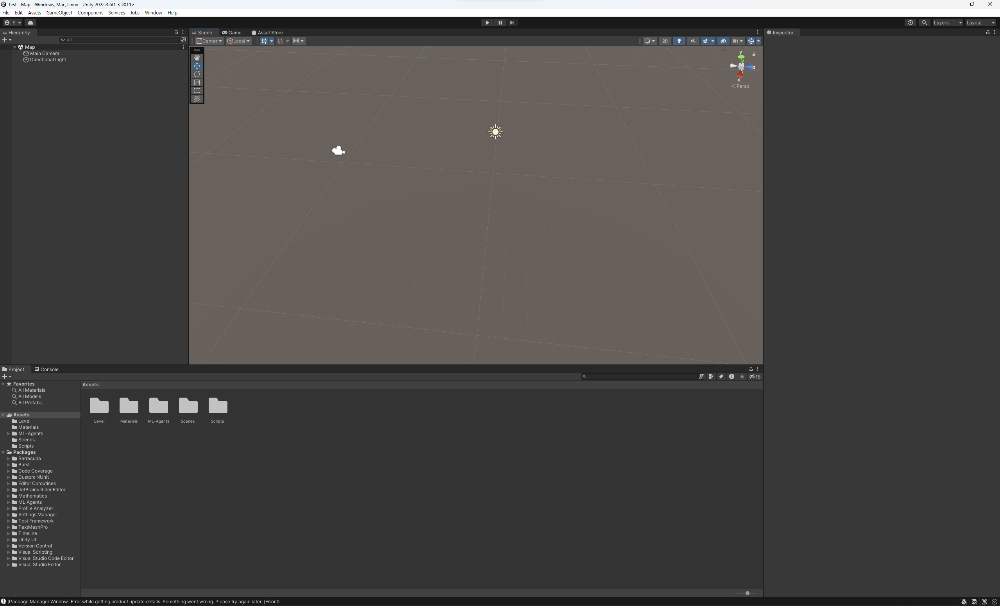 test - Map - Windows, Mac, Linux - Unity 2022.3.6f1 <DX11>
File Edit Assets GameObject Component Services Jobs Window Help
S Layers Layout
Hierarchy
All
Map
Main Camera
Directional Light
Scene Game Asset Store
Center Local 2D
y
z
x
Persp
Inspector
Project Console
18
Favorites
All Materials
All Models
All Prefabs
Assets
Level
Materials
ML-Agents
Scenes
Scripts
Packages
Barracuda
Burst
Code Coverage
Custom NUnit
Editor Coroutines
JetBrains Rider Editor
Mathematics
ML Agents
Profile Analyzer
Settings Manager
Test Framework
TextMeshPro
Timeline
Unity UI
Version Control
Visual Scripting
Visual Studio Code Editor
Visual Studio Editor
Assets
Level Materials ML-Agents Scenes Scripts
[Package Manager Window] Error while getting product update details: Something went wrong. Please try again later. [Error 0